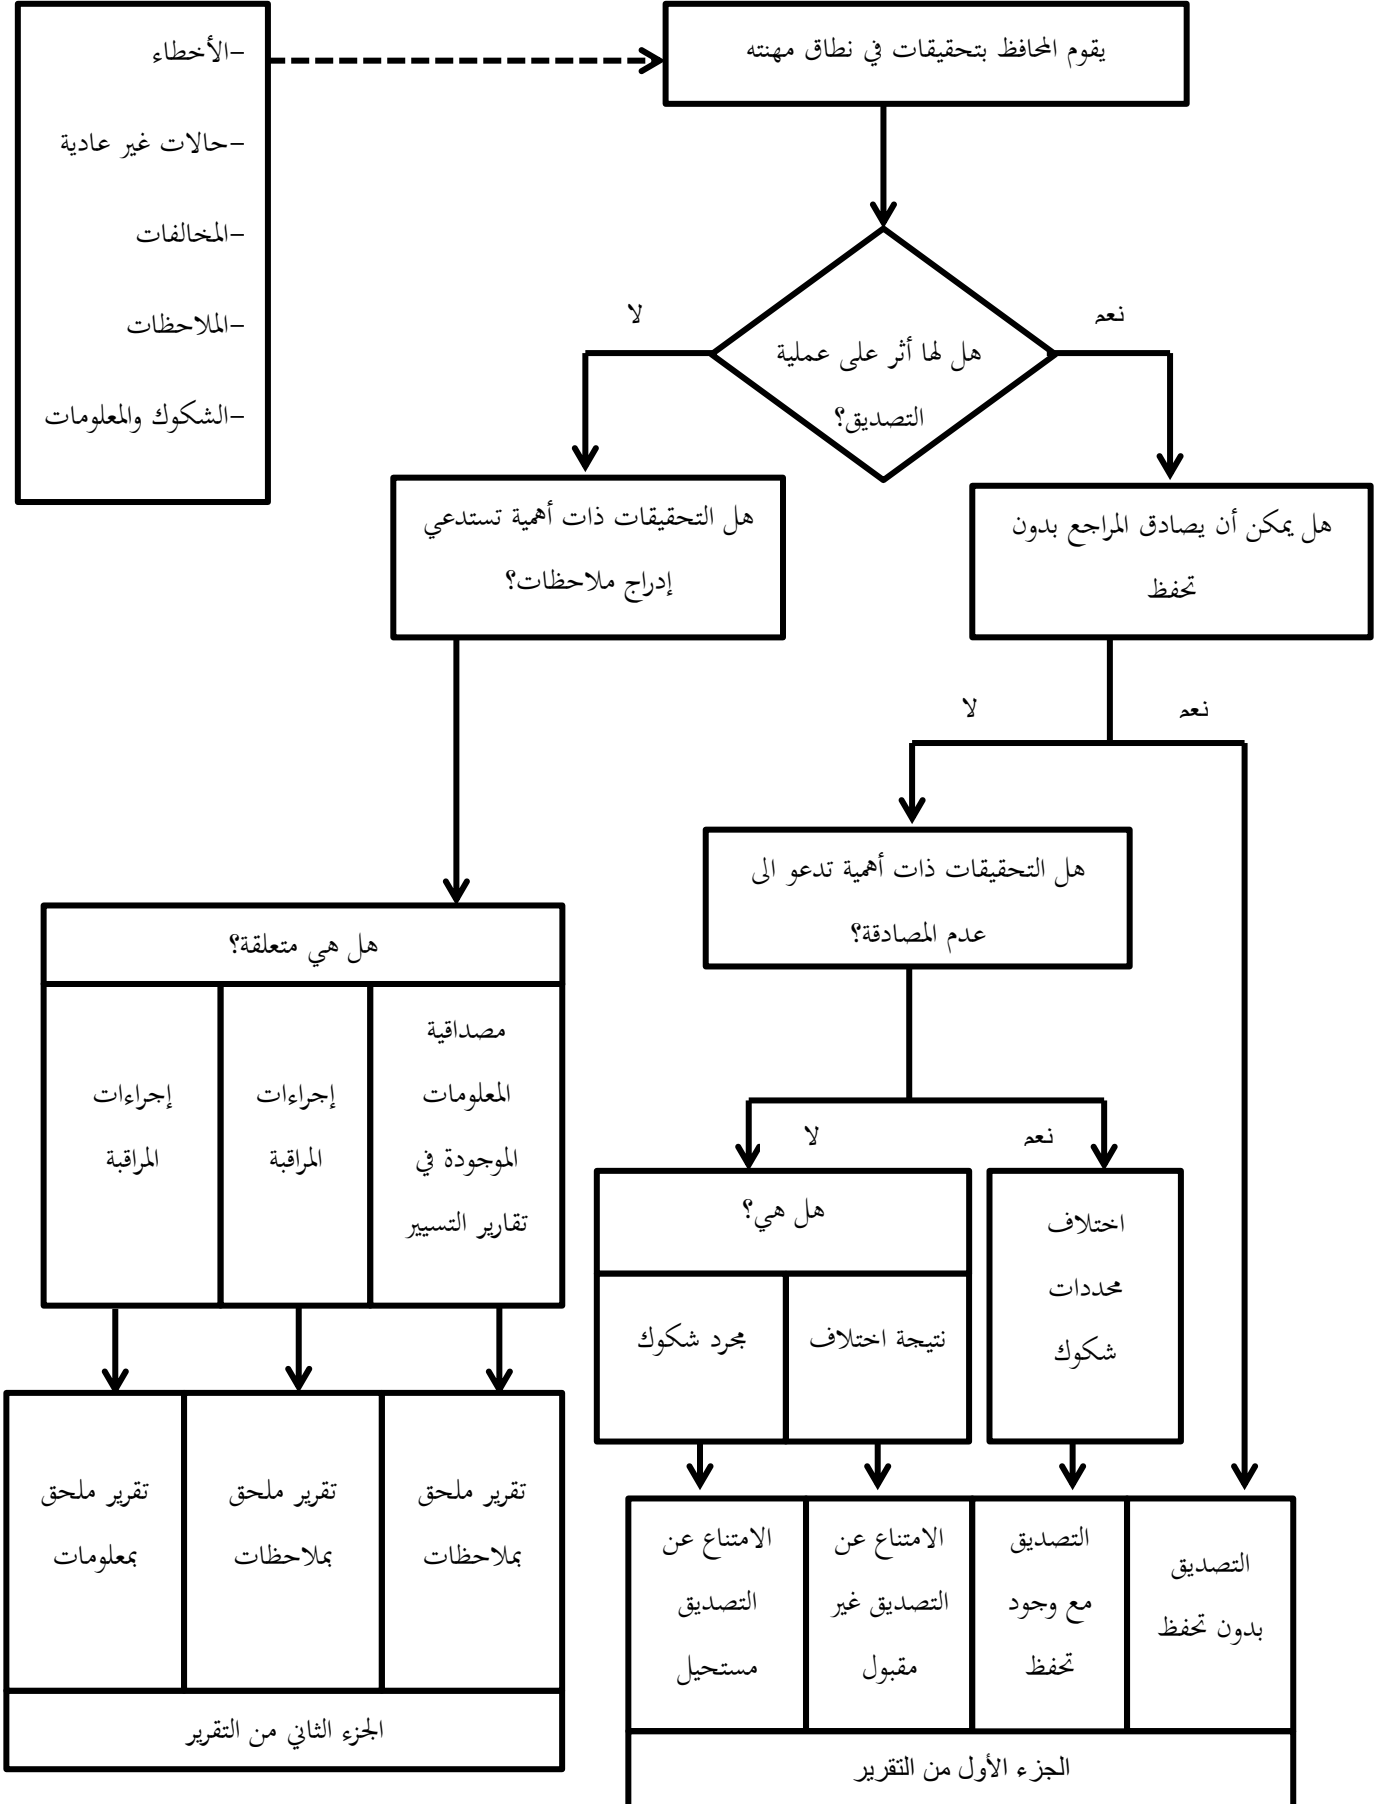 يقوم المحافظ بتحقيقات في نطاق مهنته
-الأخطاء
-حالات غير عادية
-المخالفات
-الملاحظات
-الشكوك والمعلومات
هل لها أثر على عملية
التصديق؟
نعم
لا
هل يمكن أن يصادق المراجع بدون
تحفظ
هل التحقيقات ذات أهمية تستدعي
إدراج ملاحظات؟
نعم
لا
هل التحقيقات ذات أهمية تدعو الى
عدم المصادقة؟
هل هي متعلقة؟
مصداقية
المعلومات
الموجودة في
تقارير التسيير
إجراءات
المراقبة
إجراءات
المراقبة
نعم
لا
اختلاف
محددات
شكوك
هل هي؟
نتيجة اختلاف
مجرد شكوك
التصديق
بدون تحفظ
التصديق
مع وجود
تحفظ
الامتناع عن
التصديق غير
مقبول
الامتناع عن
التصديق
مستحيل
الجزء الأول من التقرير
تقرير ملحق
بملاحظات
تقرير ملحق
بملاحظات
تقرير ملحق
بمعلومات
الجزء الثاني من التقرير